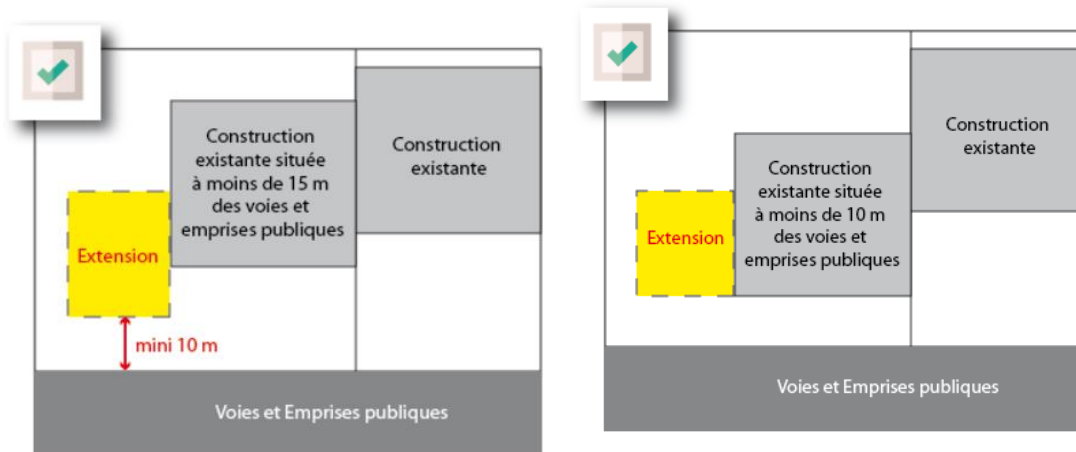 Construction
existante située
à moins de 15 m
des voies et
emprises publiques
Construction
existante
Extension
mini 10 m
Voies et Emprises publiques
Construction
existante située
à moins de 10 m
des voies et
emprises publiques
Construction
existante
Extension
Voies et Emprises publiques